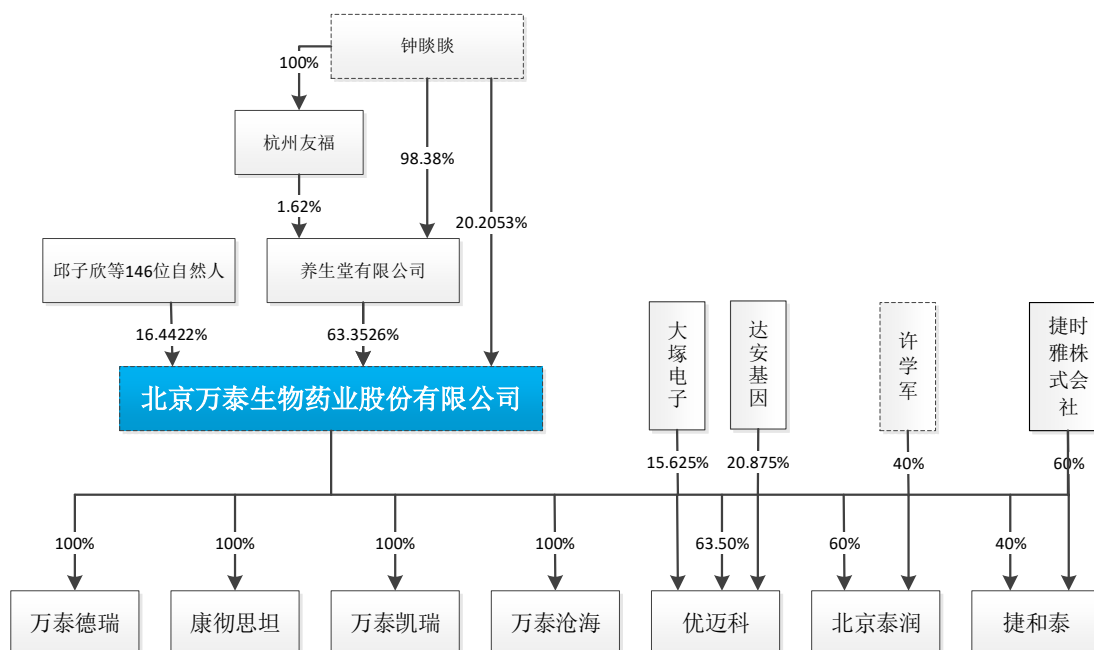 钟睒睒
100%
杭州友福
98.38%
1.62%
20.2053%
邱子欣等146位自然人
养生堂有限公司
16.4422%
63.3526%
大塚电子
达安基因
许学军
捷时
雅株
式会
社
北京万泰生物药业股份有限公司
15.625%
20.875%
40%
60%
100%
100%
100%
100%
63.50%
60%
40%
万泰德瑞
康彻思坦
万泰凯瑞
万泰沧海
优迈科
北京泰润
捷和泰